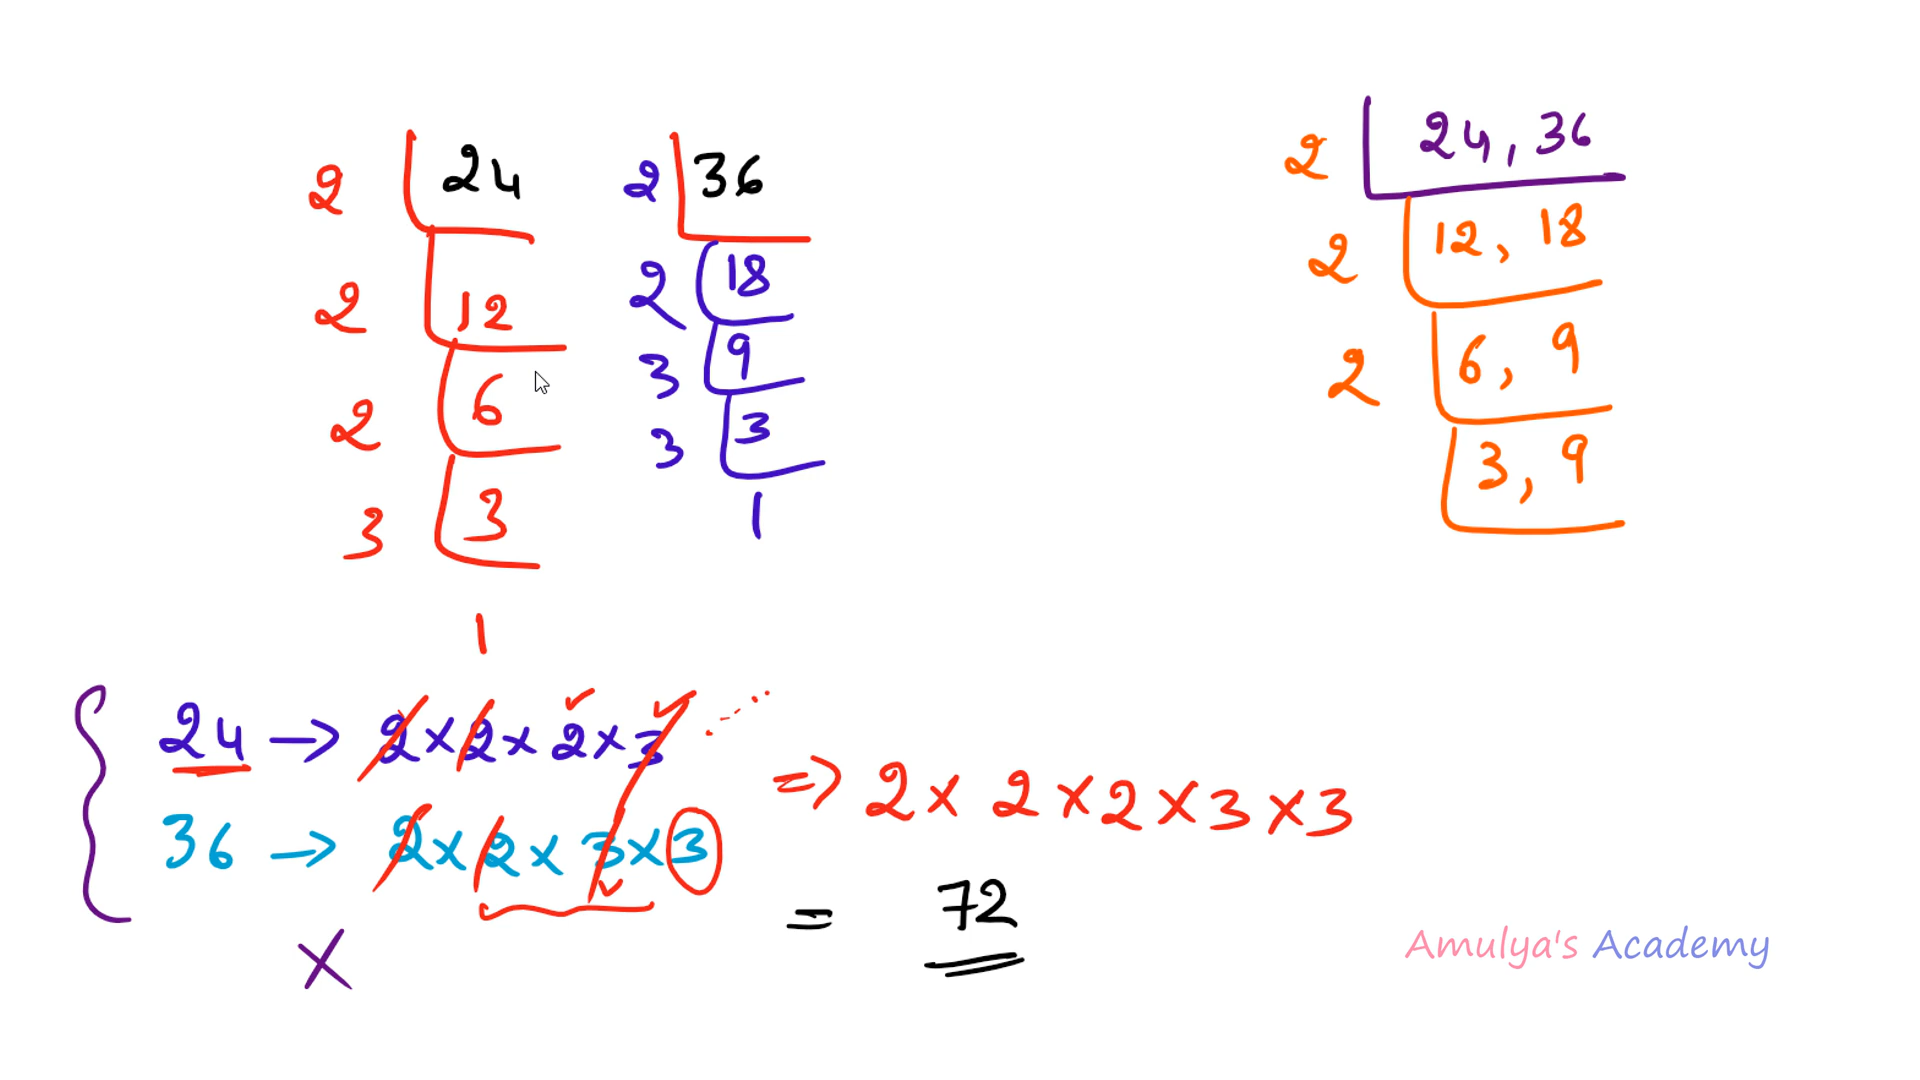 2 24
2 12
2 6
3 3
1
2 36
2 18
3 9
3 3
1
2 24, 36
2 12, 18
2 6, 9
3, 9
24 → 2 × 2 × 2 × 3
36 → 2 × 2 × 3 × 3
X
⇒ 2 × 2 × 2 × 3 × 3
= 72
Amulya's Academy